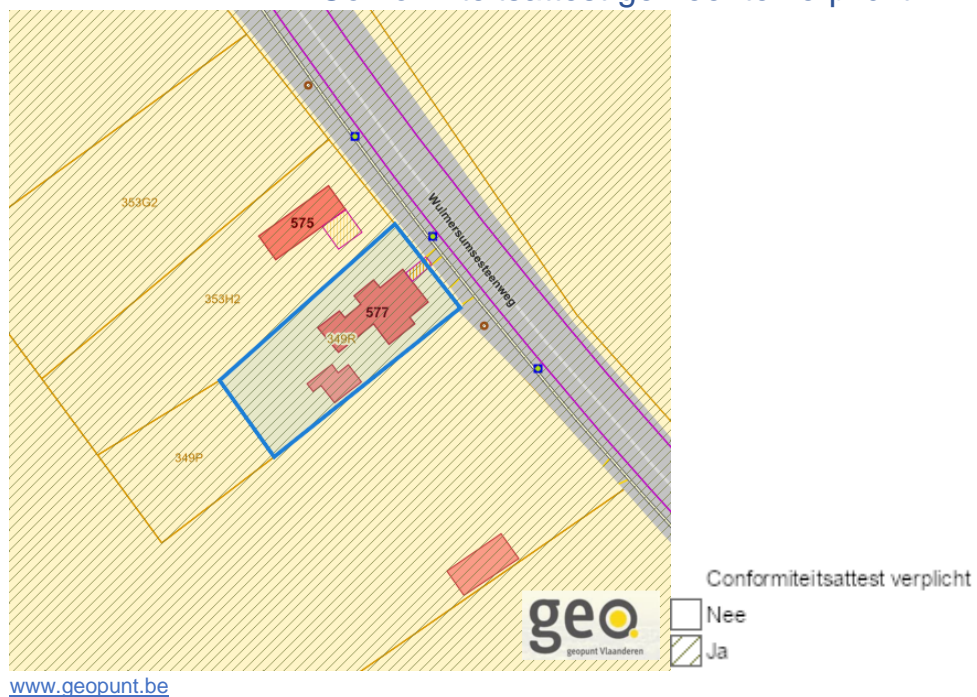 353G2
575
Wulmersumsesteenweg
353H2
577
349R
349P
geo
geopunt Vlaanderen
Conformiteitsattest verplicht
Nee
Ja
www.geopunt.be